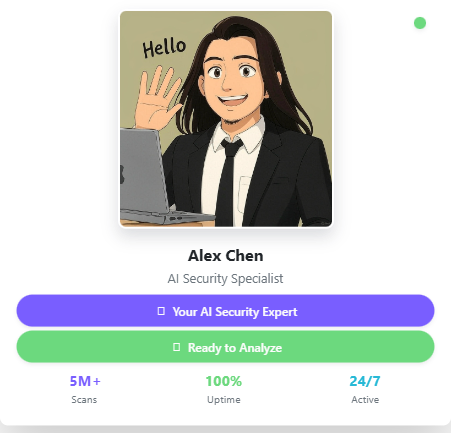 Hello
Alex Chen
AI Security Specialist
Your AI Security Expert
Ready to Analyze
5M+ 100% 24/7
Scans Uptime Active